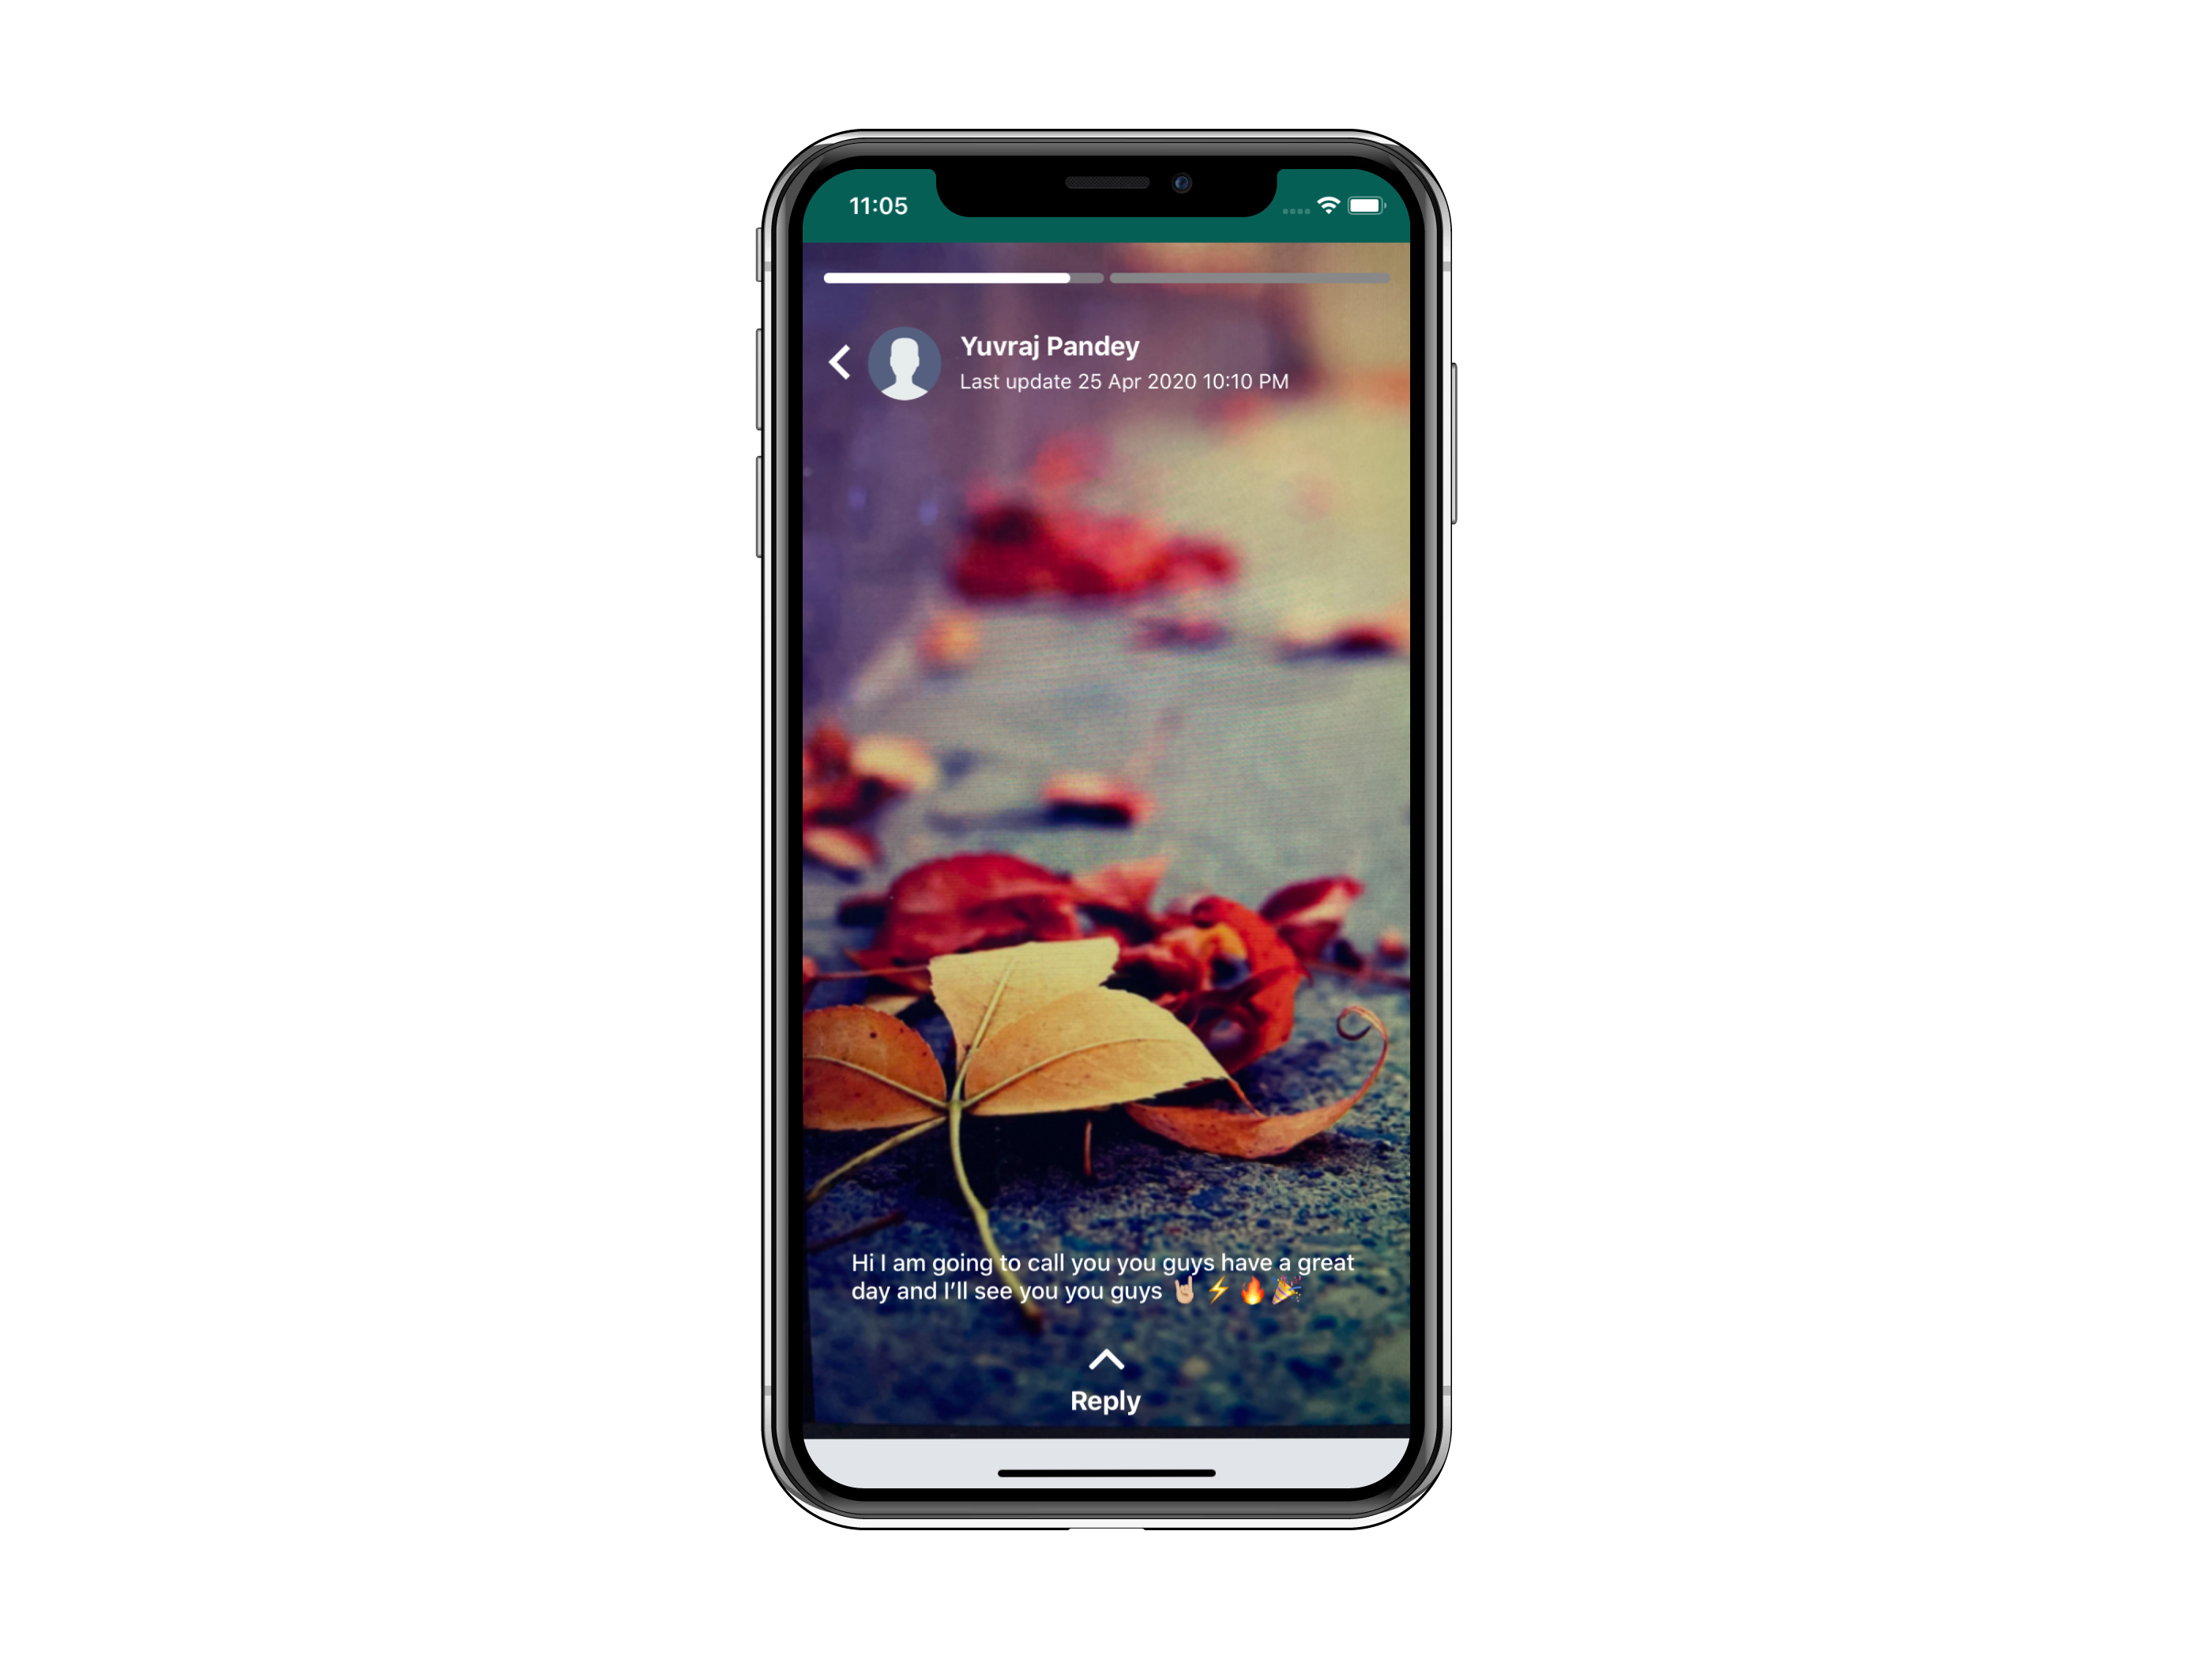 11:05
Yuvraj Pandey
Last update 25 Apr 2020 10:10 PM
Hi I am going to call you you guys have a great
day and I’ll see you you guys 🤘🏼 ⚡ 🔥 🎉
Reply